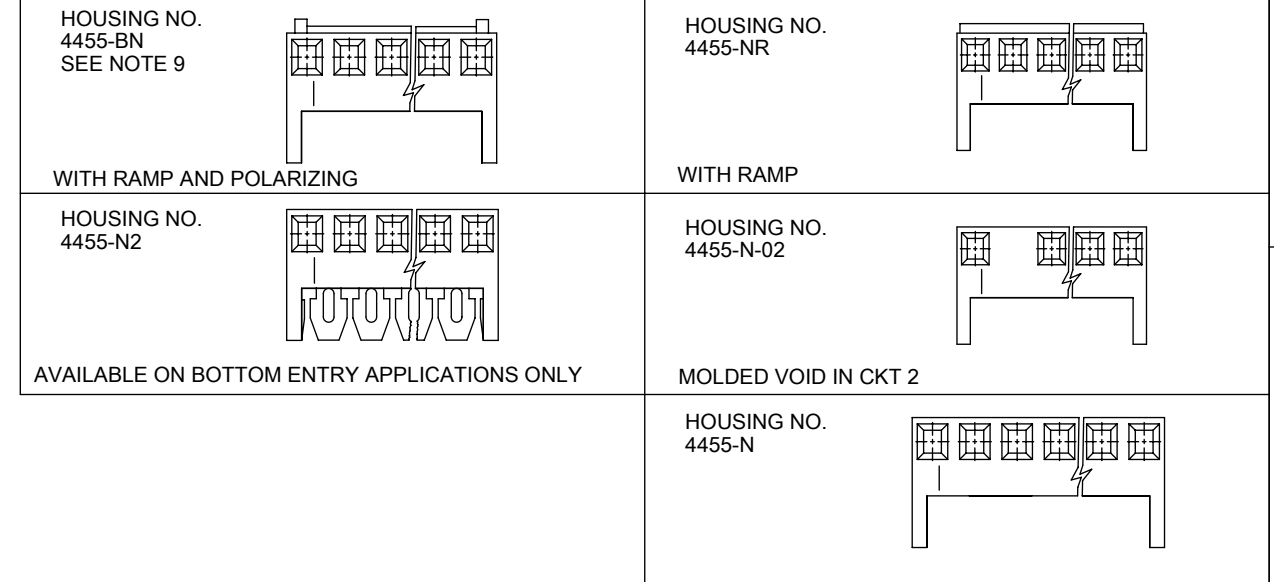 HOUSING NO.
4455-BN
SEE NOTE 9
WITH RAMP AND POLARIZING
HOUSING NO.
4455-NR
WITH RAMP
HOUSING NO.
4455-N2
AVAILABLE ON BOTTOM ENTRY APPLICATIONS ONLY
HOUSING NO.
4455-N-02
MOLDED VOID IN CKT 2
HOUSING NO.
4455-N